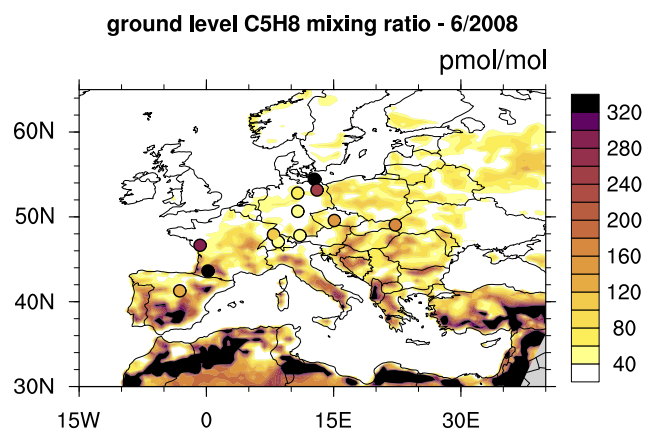 ground level C5H8 mixing ratio - 6/2008
pmol/mol
60N
50N
40N
30N
15W 0 15E 30E
320
280
240
200
160
120
80
40